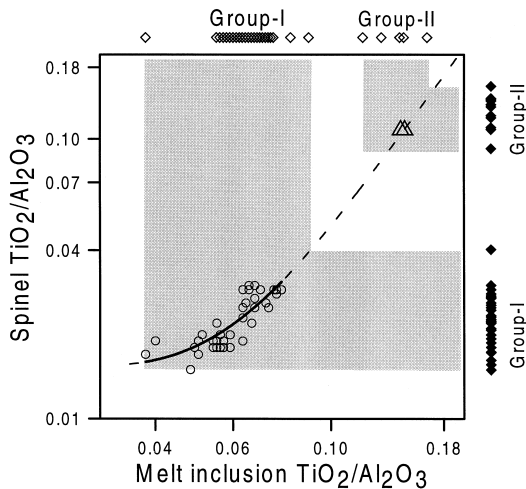 Group-I Group-II
0.18
0.10
0.07
0.04
0.01
Spinel TiO2/Al2O3
Group-II
Group-I
0.04 0.06 0.10 0.18
Melt inclusion TiO2/Al2O3